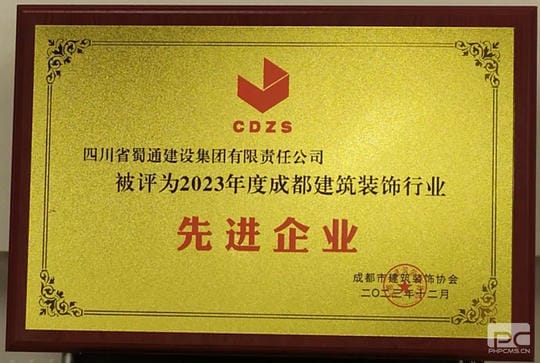 CDZS
四川省蜀通建设集团有限责任公司
被评为2023年度成都建筑装饰行业
先进企业
成都市建筑装饰协会
二〇二三年十二月
PC
PHPCMS.CN